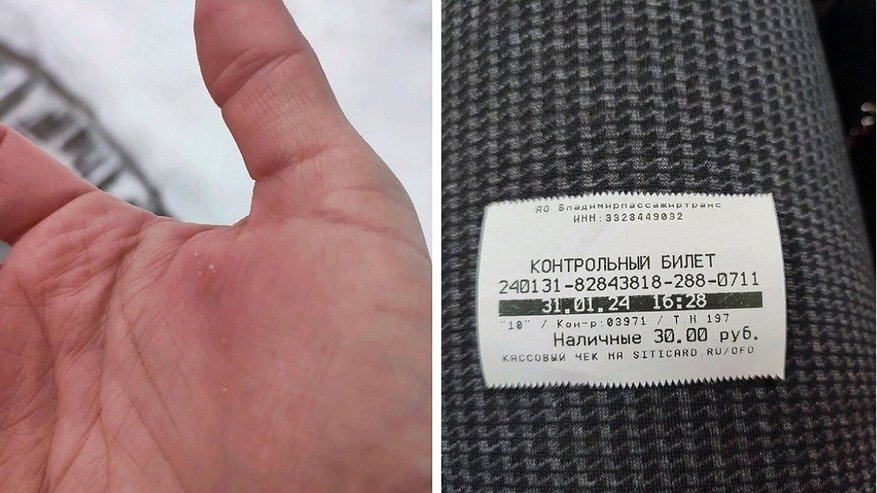 АО Владимирпассажиртранс
ИНН:3328449032
КОНТРОЛЬНЫЙ БИЛЕТ
240131-82843818-288-0711
31.01.24 16:28
"10" / Кон-р:03971 / Т.Н 197
Наличные 30.00 руб.
КАССОВЫЙ ЧЕК НА SITICARD.RU/OFD